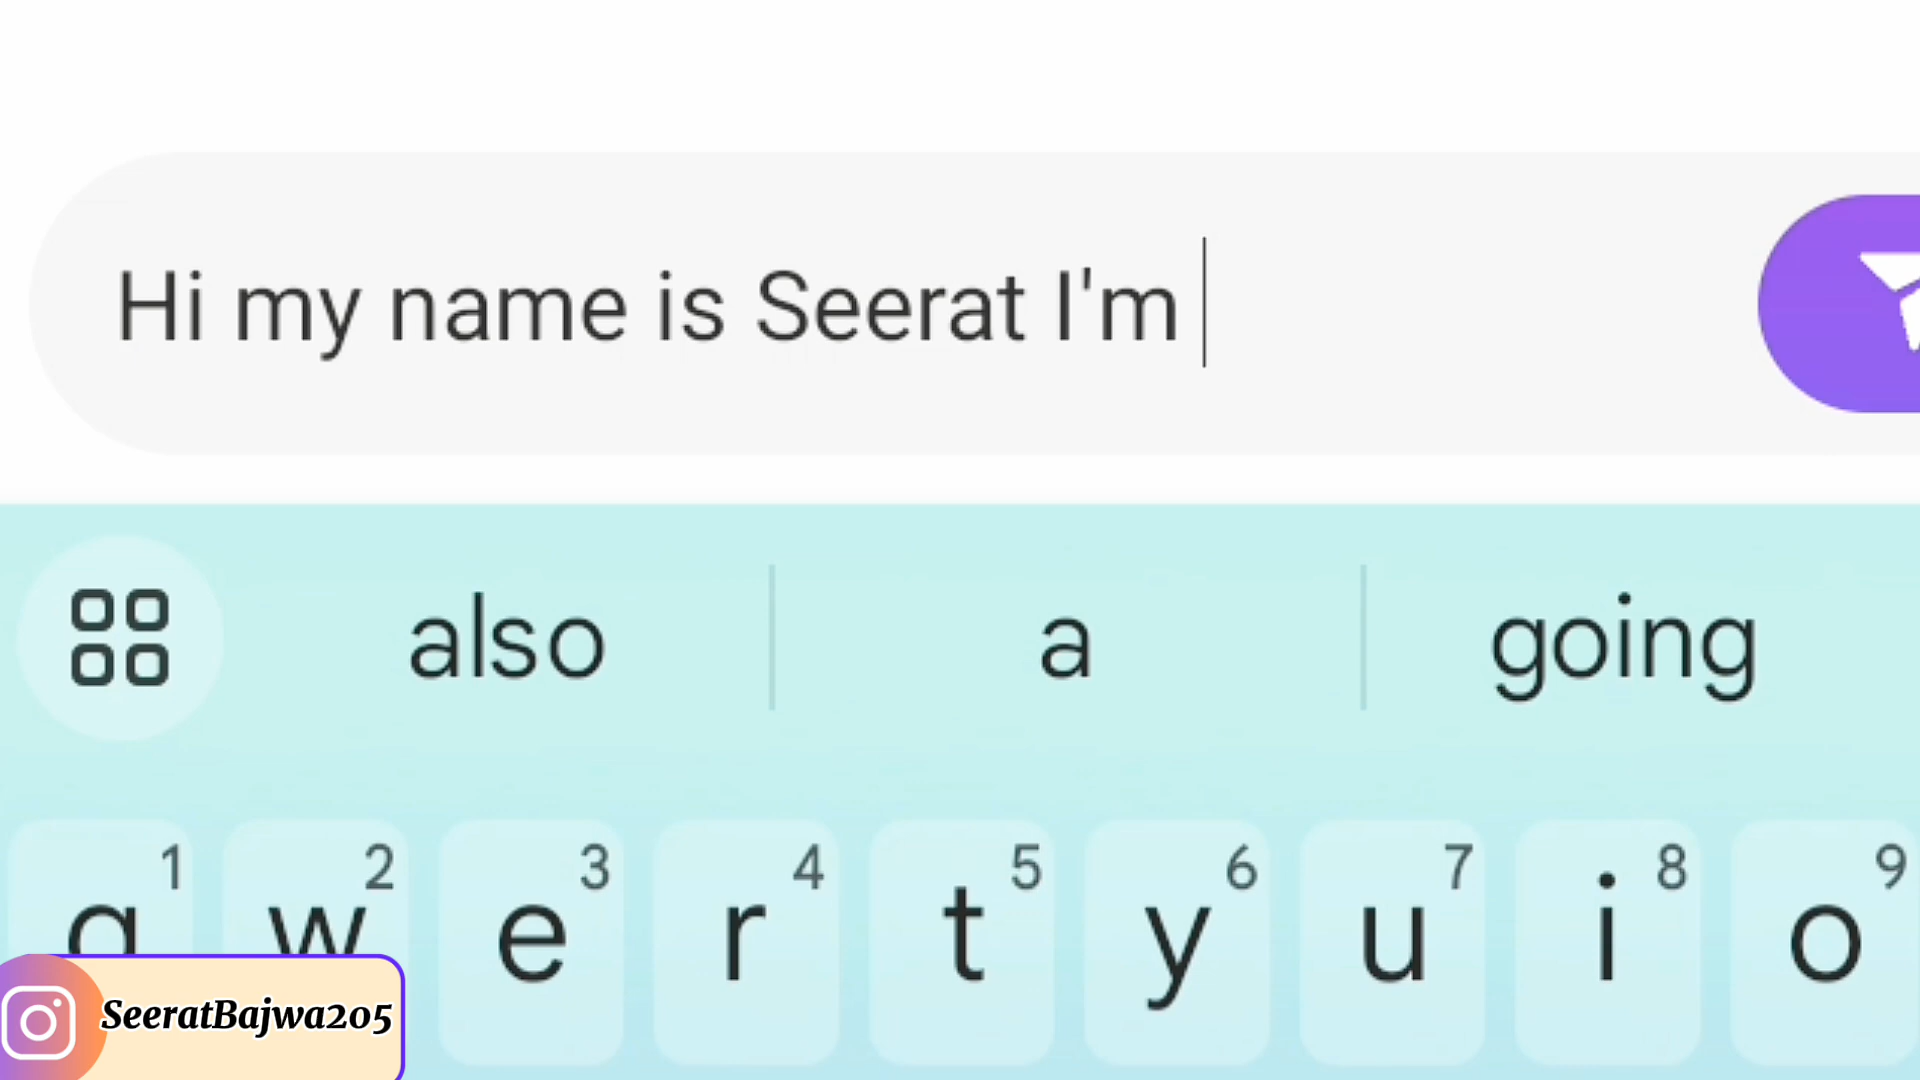 Hi my name is Seerat I'm
also a going
1 2 3 4 5 6 7 8 9
q w e r t y u i o
SeeratBajwa205